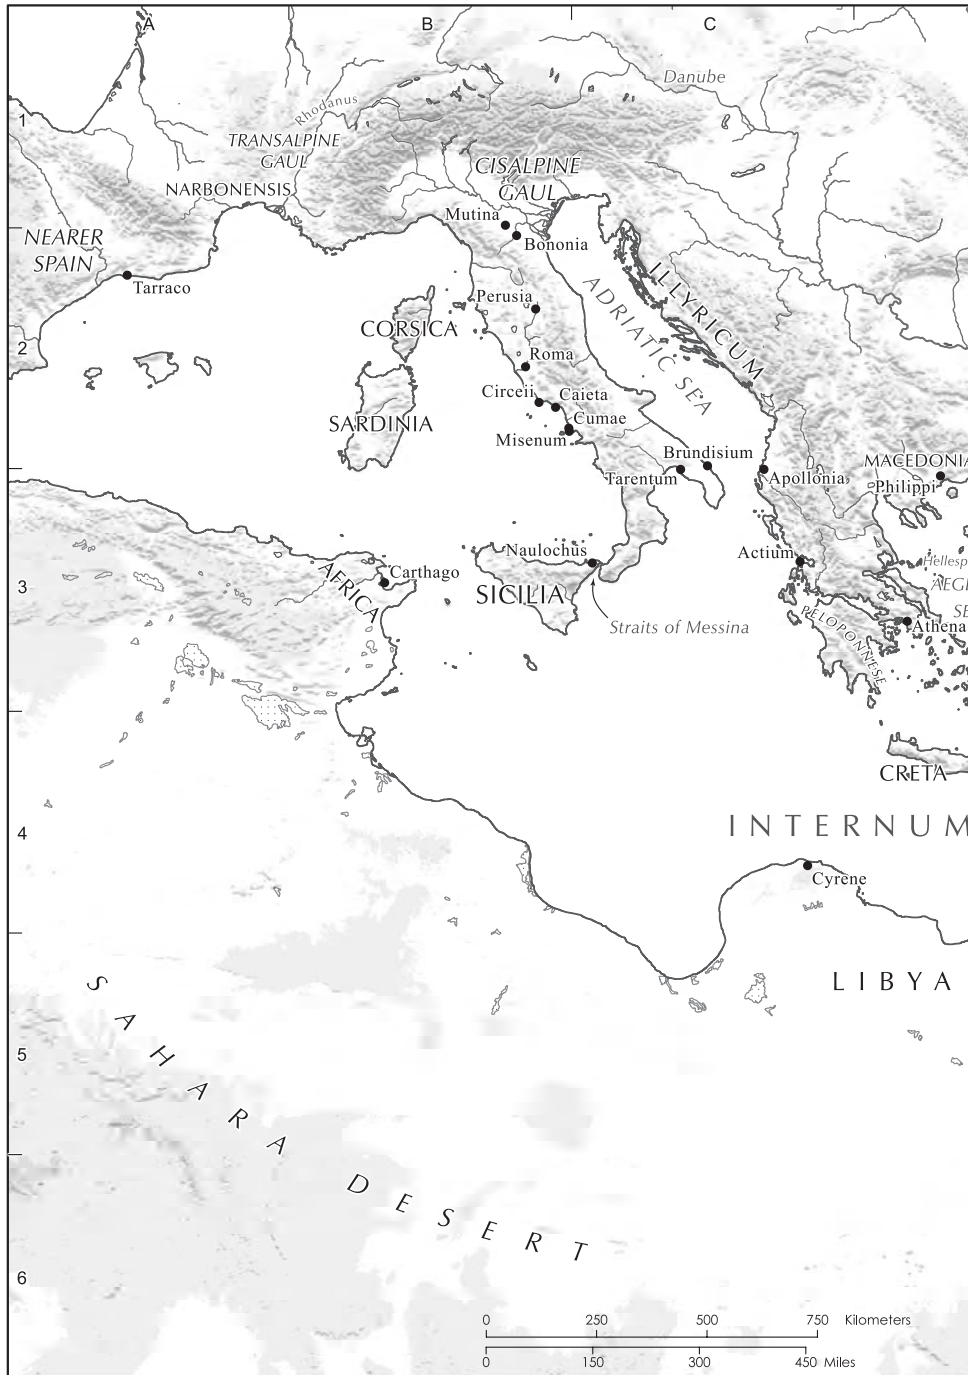 A
B
C
Danube
1
Rhodanus
TRANSALPINE
GAUL
CISALPINE
GAUL
NARBONENSIS
Mutina
Bononia
NEARER
SPAIN
Tarraco
ILLYRICUM
ADRIATIC SEA
Perusia
CORSICA
2
Roma
Circeii
Caieta
Cumae
SARDINIA
Misenum
Brundisium
Tarentum
Apollonia
MACEDONIA
Philippi
Naulochus
Actium
Hellesp
3
AFRICA
Carthago
SICILIA
AEGE
SE
Straits of Messina
PELOPONNESE
Athena
CRETA
INTERNUM
4
Cyrene
LIBYA
SAHARA DESERT
5
6
0 250 500 750 Kilometers
0 150 300 450 Miles